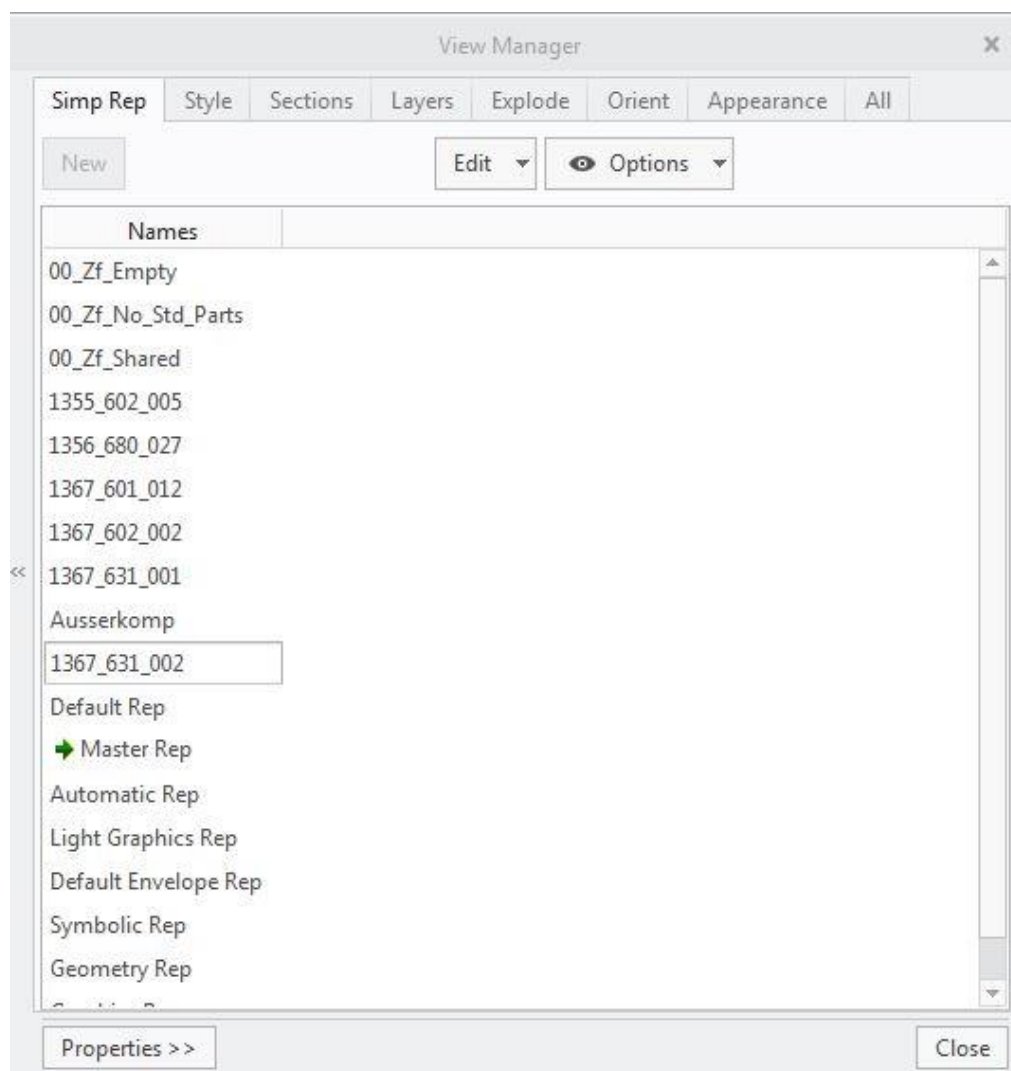 View Manager
Simp Rep Style Sections Layers Explode Orient Appearance All
New Edit Options
Names
00_Zf_Empty
00_Zf_No_Std_Parts
00_Zf_Shared
1355_602_005
1356_680_027
1367_601_012
1367_602_002
1367_631_001
Ausserkomp
1367_631_002
Default Rep
Master Rep
Automatic Rep
Light Graphics Rep
Default Envelope Rep
Symbolic Rep
Geometry Rep
Properties >> Close